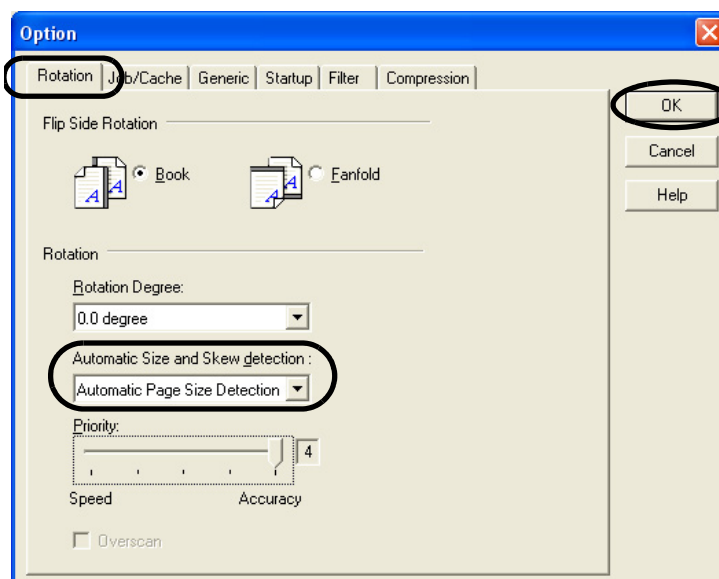 Option
Rotation Job/Cache Generic Startup Filter Compression
OK
Cancel
Help
Flip Side Rotation
A A Book A A Fanfold
Rotation
Rotation Degree:
0.0 degree
Automatic Size and Skew detection :
Automatic Page Size Detection
Priority:
4
Speed Accuracy
Overscan